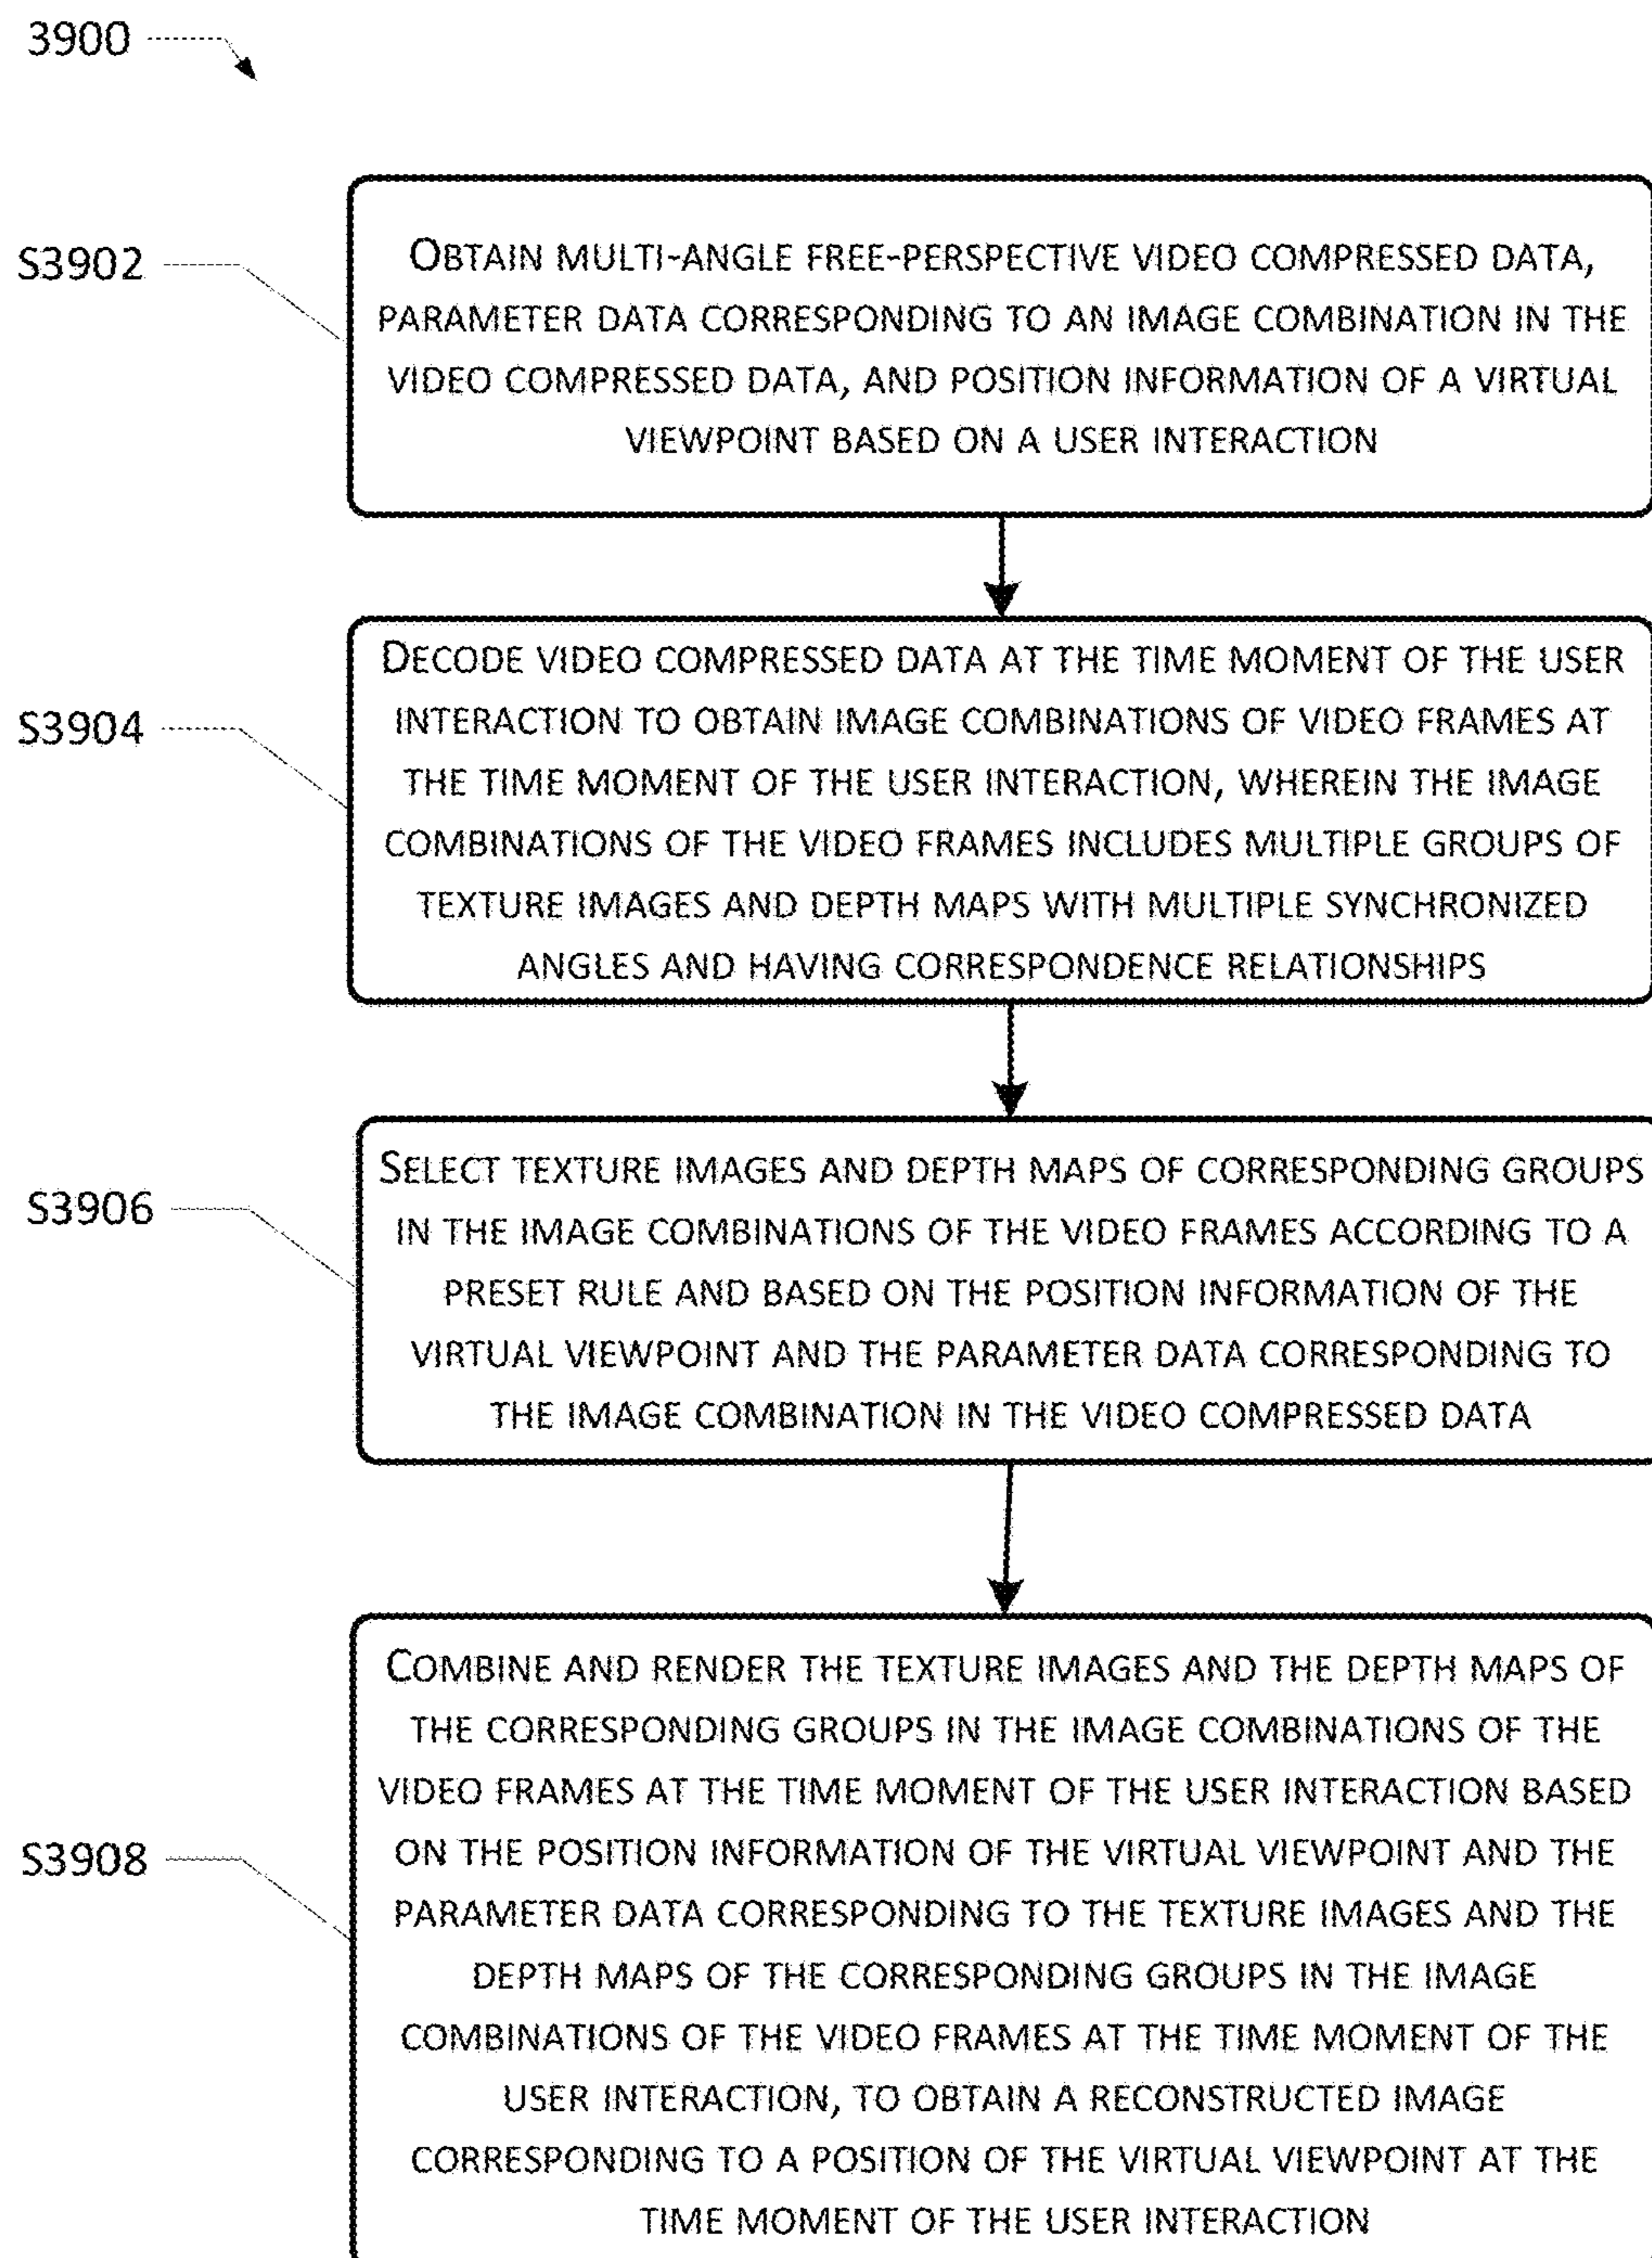 3900
S3902
OBTAIN MULTI-ANGLE FREE-PERSPECTIVE VIDEO COMPRESSED DATA,
PARAMETER DATA CORRESPONDING TO AN IMAGE COMBINATION IN THE
VIDEO COMPRESSED DATA, AND POSITION INFORMATION OF A VIRTUAL
VIEWPOINT BASED ON A USER INTERACTION
S3904
DECODE VIDEO COMPRESSED DATA AT THE TIME MOMENT OF THE USER
INTERACTION TO OBTAIN IMAGE COMBINATIONS OF VIDEO FRAMES AT
THE TIME MOMENT OF THE USER INTERACTION, WHEREIN THE IMAGE
COMBINATIONS OF THE VIDEO FRAMES INCLUDES MULTIPLE GROUPS OF
TEXTURE IMAGES AND DEPTH MAPS WITH MULTIPLE SYNCHRONIZED
ANGLES AND HAVING CORRESPONDENCE RELATIONSHIPS
S3906
SELECT TEXTURE IMAGES AND DEPTH MAPS OF CORRESPONDING GROUPS
IN THE IMAGE COMBINATIONS OF THE VIDEO FRAMES ACCORDING TO A
PRESET RULE AND BASED ON THE POSITION INFORMATION OF THE
VIRTUAL VIEWPOINT AND THE PARAMETER DATA CORRESPONDING TO
THE IMAGE COMBINATION IN THE VIDEO COMPRESSED DATA
S3908
COMBINE AND RENDER THE TEXTURE IMAGES AND THE DEPTH MAPS OF
THE CORRESPONDING GROUPS IN THE IMAGE COMBINATIONS OF THE
VIDEO FRAMES AT THE TIME MOMENT OF THE USER INTERACTION BASED
ON THE POSITION INFORMATION OF THE VIRTUAL VIEWPOINT AND THE
PARAMETER DATA CORRESPONDING TO THE TEXTURE IMAGES AND THE
DEPTH MAPS OF THE CORRESPONDING GROUPS IN THE IMAGE
COMBINATIONS OF THE VIDEO FRAMES AT THE TIME MOMENT OF THE
USER INTERACTION, TO OBTAIN A RECONSTRUCTED IMAGE
CORRESPONDING TO A POSITION OF THE VIRTUAL VIEWPOINT AT THE
TIME MOMENT OF THE USER INTERACTION